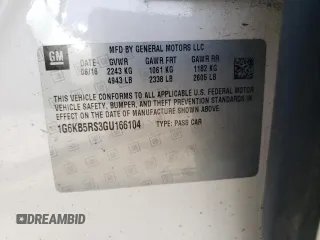 GM
MFD BY GENERAL MOTORS LLC
DATE GVWR GAWR FRT GAWR RR
08/16 2243 KG 1061 KG 1182 KG
4943 LB 2338 LB 2605 LB
THIS VEHICLE CONFORMS TO ALL APPLICABLE U.S. FEDERAL MOTOR
VEHICLE SAFETY, BUMPER, AND THEFT PREVENTION STANDARDS IN
EFFECT ON THE DATE OF MANUFACTURE SHOWN ABOVE.
1G6KB5RS3GU166104 TYPE: PASS CAR
DREAMBID